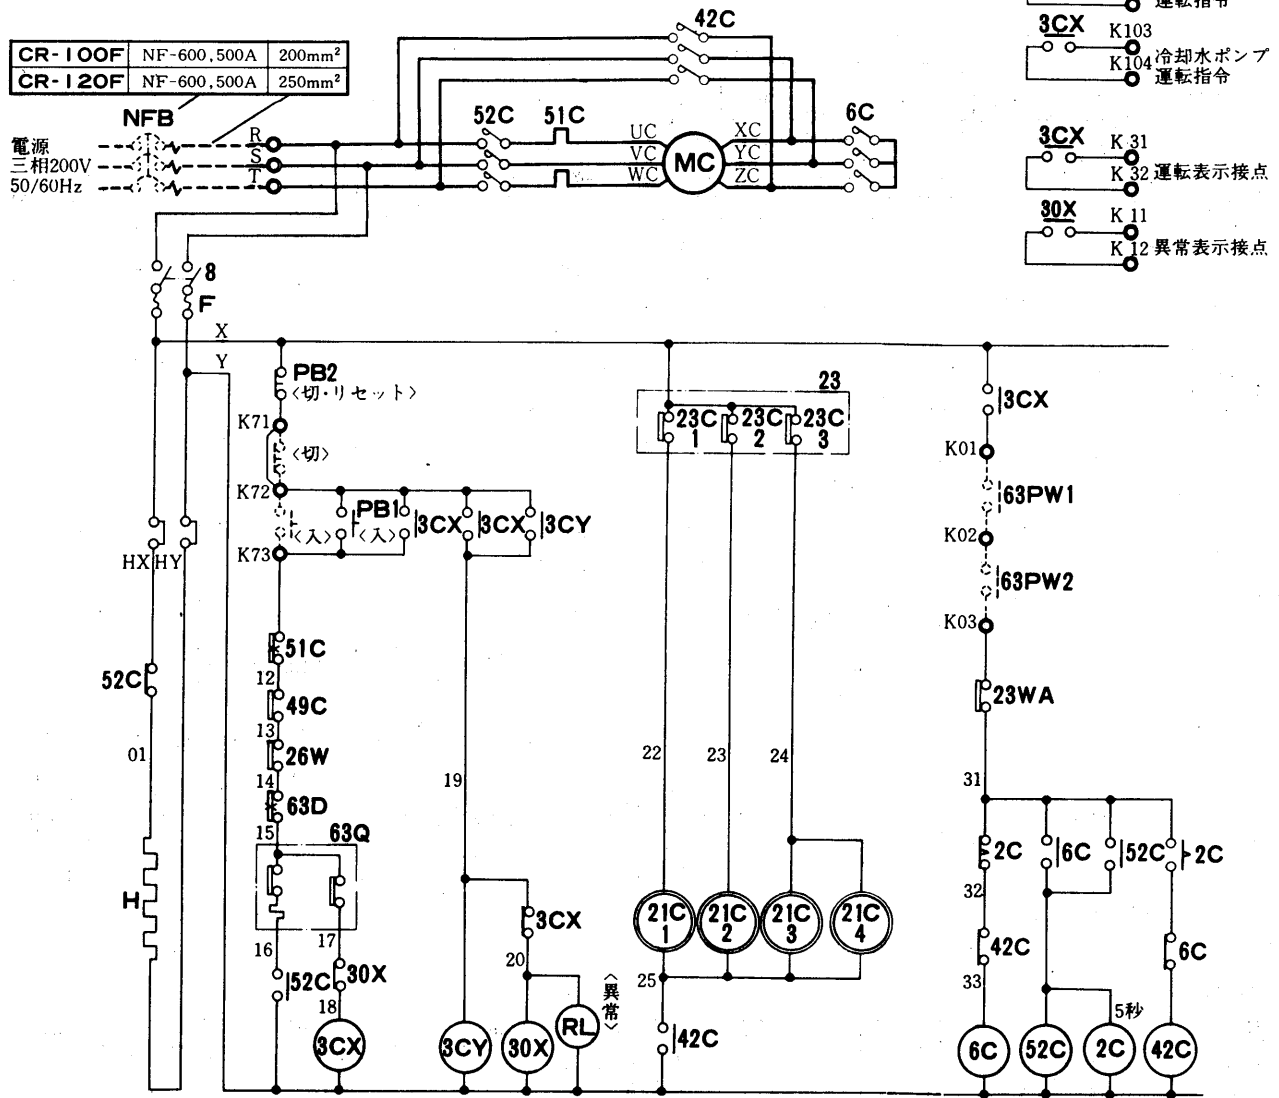 運転指令
3CX K103
K104 冷却水ポンプ
運転指令
3CX K 31
K 32 運転表示接点
30X K 11
K 12 異常表示接点
CR-100F NF-600,500A 200mm²
CR-120F NF-600,500A 250mm²
NFB
電源
三相200V
50/60Hz
R
S
T
42C
52C
51C
UC
VC
WC
MC
XC
YC
ZC
6C
8
F
X
Y
PB2
〈切・リセット〉
K71
〈切〉
K72
〈入〉
PB1
〈入〉
3CX
3CX
3CY
K73
HX HY
52C
01
H
51C
12
49C
13
26W
14
63D
15
63Q
16
17
52C
30X
18
3CX
19
3CX
20
3CY
30X
RL
〈異常〉
23
23C
1
23C
2
23C
3
22
23
24
21C
1
21C
2
21C
3
21C
4
25
42C
3CX
K01
63PW1
K02
63PW2
K03
23WA
31
2C
6C
52C
2C
32
42C
6C
33
5秒
6C
52C
2C
42C